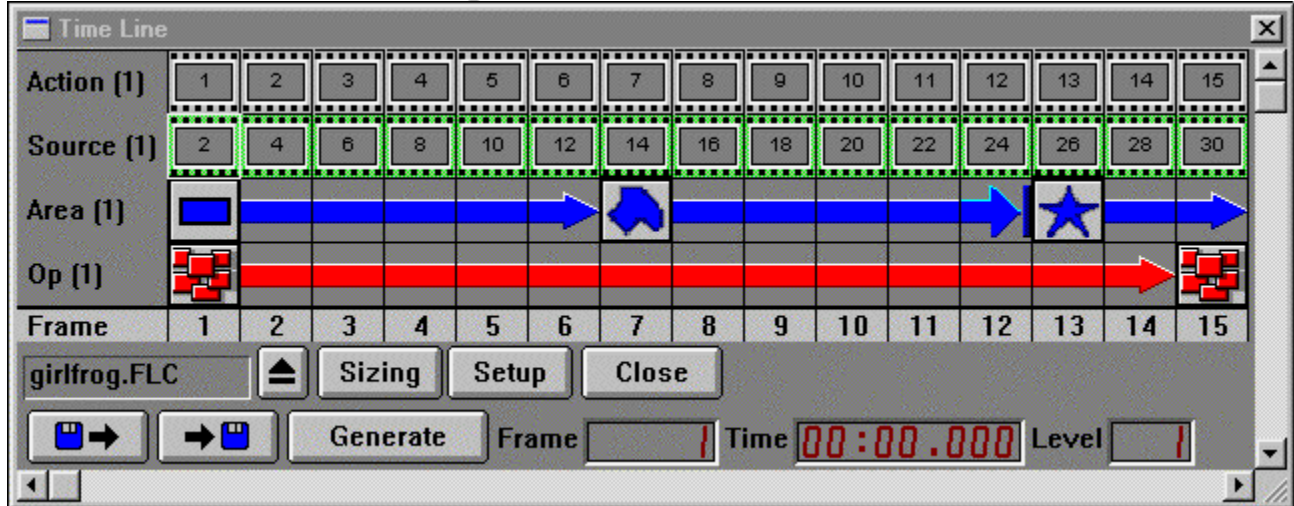 Time Line
Action (1) 1 2 3 4 5 6 7 8 9 10 11 12 13 14 15
Source (1) 2 4 6 8 10 12 14 16 18 20 22 24 26 28 30
Area (1)
Op (1)
Frame 1 2 3 4 5 6 7 8 9 10 11 12 13 14 15
girlfrog.FLC Sizing Setup Close
Generate Frame 1 Time 00:00.000 Level 1